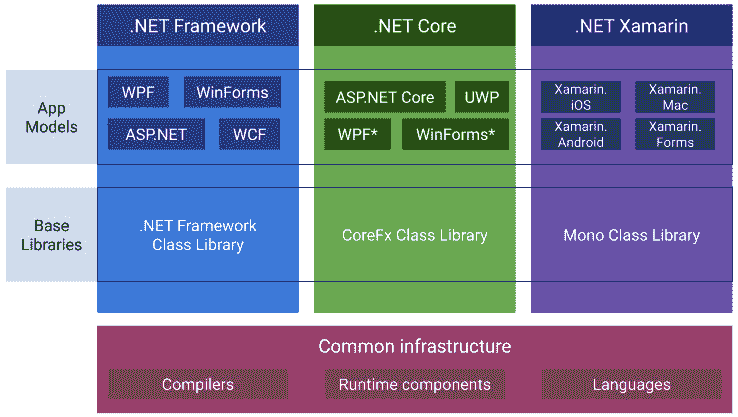 .NET Framework
.NET Core
.NET Xamarin
App
Models
WPF
WinForms
ASP.NET
WCF
ASP.NET Core
UWP
WPF*
WinForms*
Xamarin.
iOS
Xamarin.
Mac
Xamarin.
Android
Xamarin.
Forms
Base
Libraries
.NET Framework
Class Library
CoreFx Class Library
Mono Class Library
Common infrastructure
Compilers
Runtime components
Languages